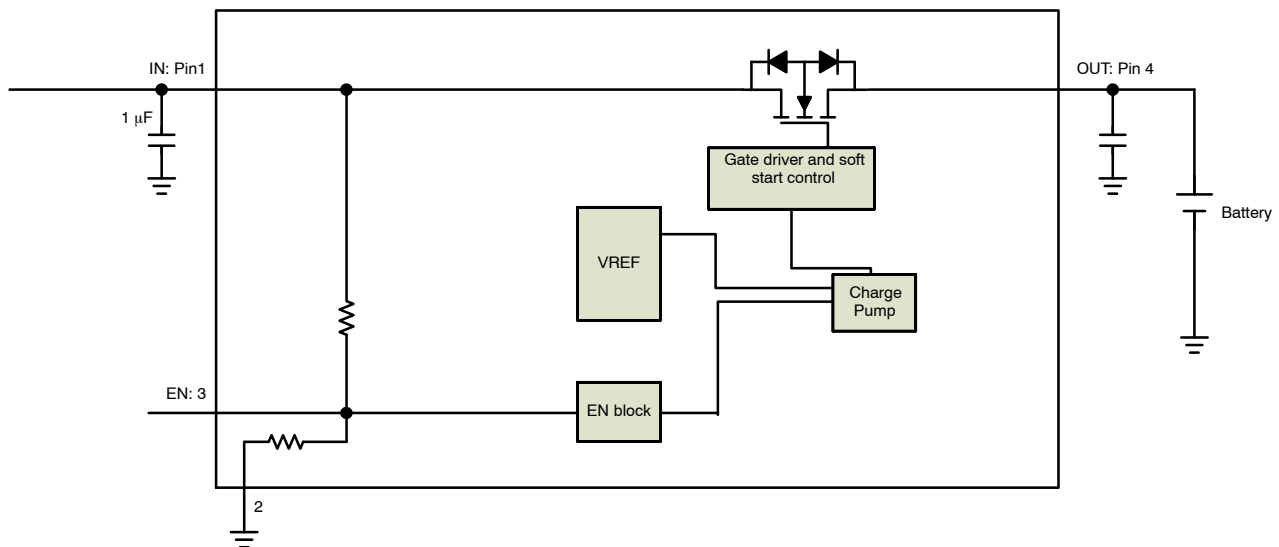 IN: Pin1
OUT: Pin 4
1 μF
Gate driver and soft
start control
VREF
Battery
Charge
Pump
EN: 3
EN block
2